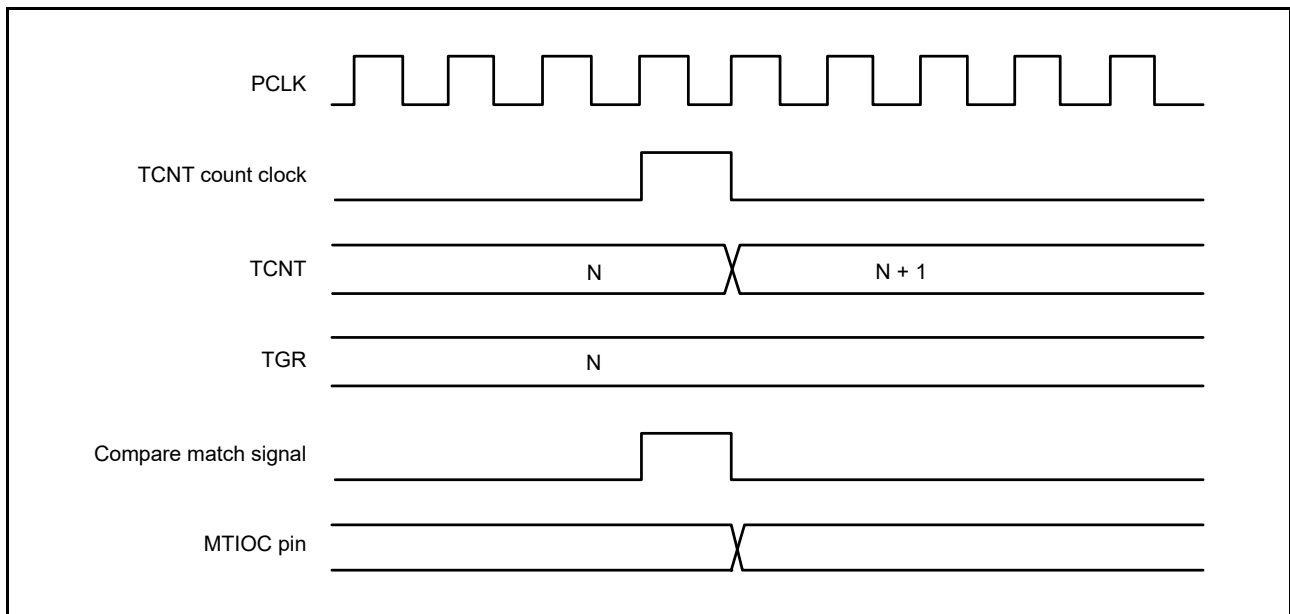 PCLK
TCNT count clock
TCNT
N
N + 1
TGR
N
Compare match signal
MTIOC pin